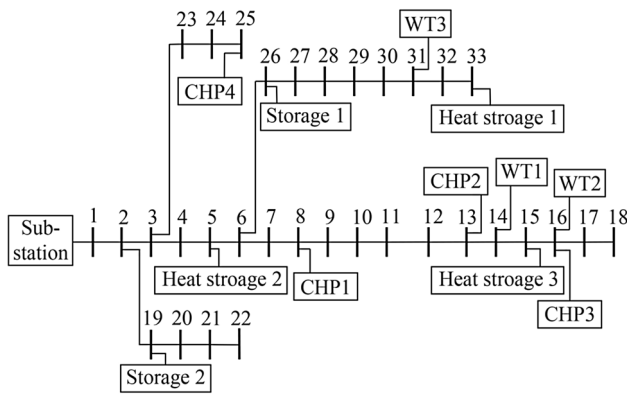 23 24 25
CHP4
WT3
26 27 28 29 30 31 32 33
Storage 1
Heat stroage 1
CHP2
WT1
WT2
Sub-
station
1 2 3 4 5 6 7 8 9 10 11 12 13 14 15 16 17 18
Heat stroage 2
CHP1
Heat stroage 3
CHP3
19 20 21 22
Storage 2